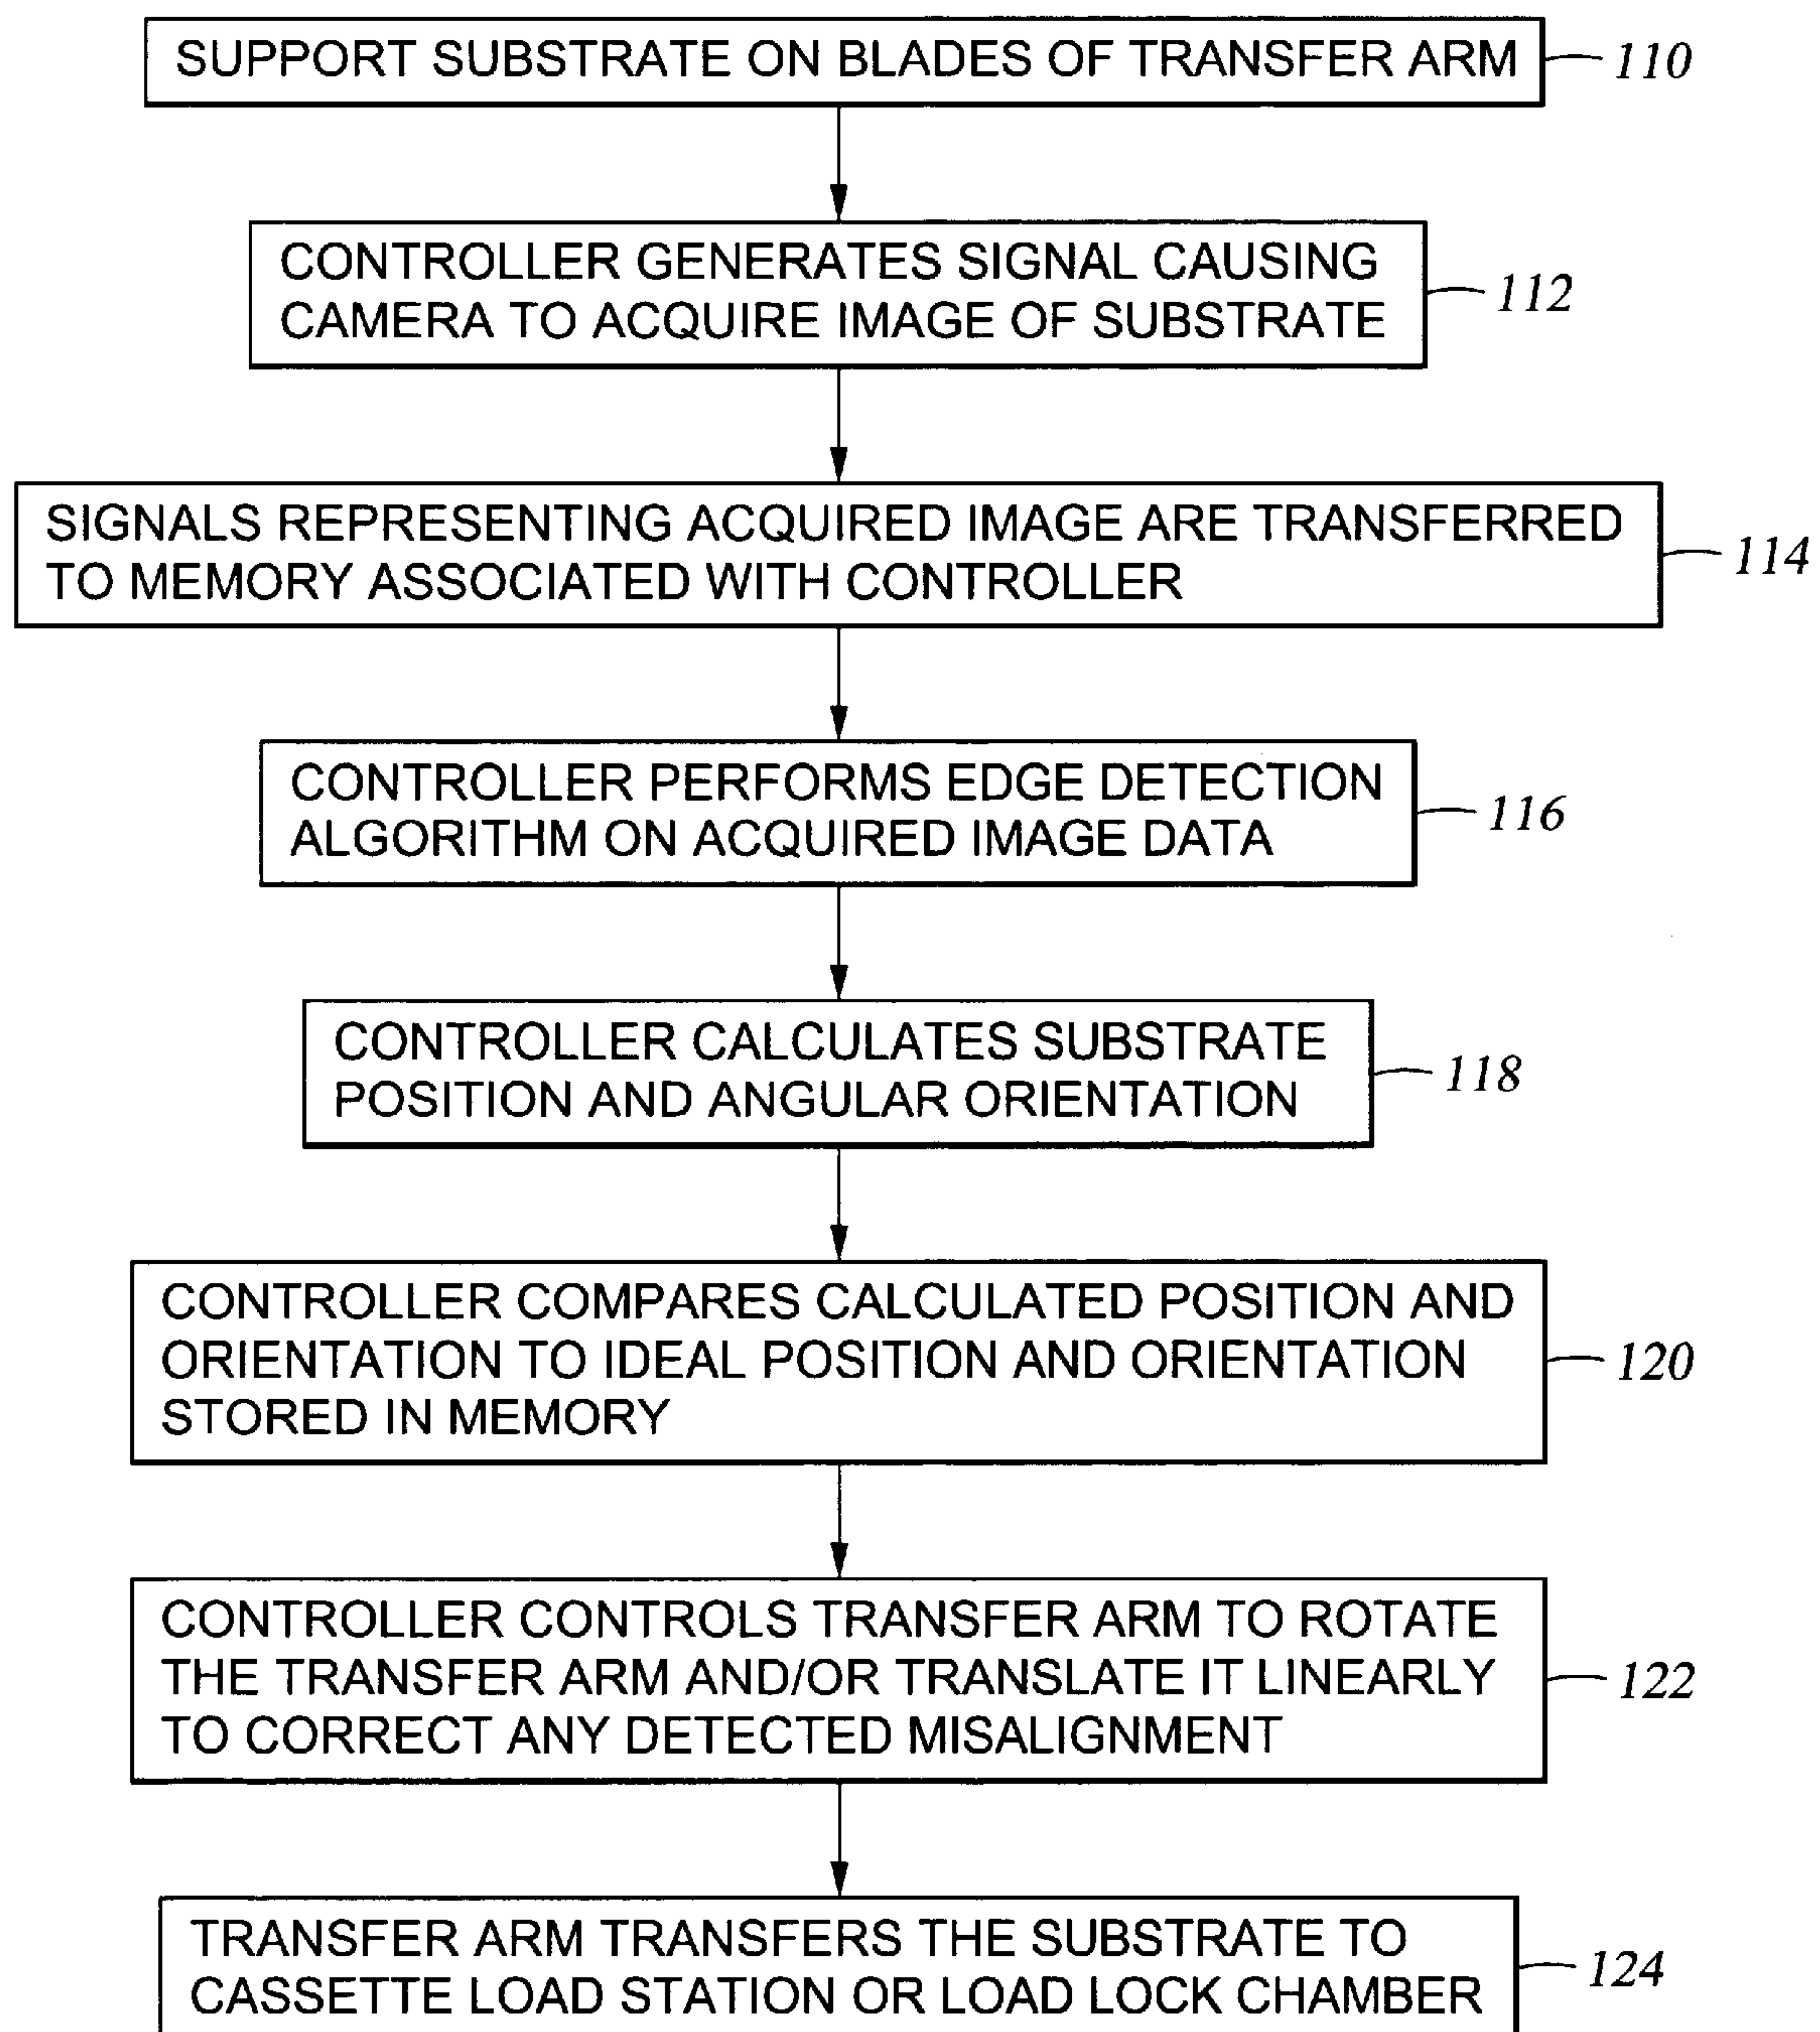 SUPPORT SUBSTRATE ON BLADES OF TRANSFER ARM
110
CONTROLLER GENERATES SIGNAL CAUSING
CAMERA TO ACQUIRE IMAGE OF SUBSTRATE
112
SIGNALS REPRESENTING ACQUIRED IMAGE ARE TRANSFERRED
TO MEMORY ASSOCIATED WITH CONTROLLER
114
CONTROLLER PERFORMS EDGE DETECTION
ALGORITHM ON ACQUIRED IMAGE DATA
116
CONTROLLER CALCULATES SUBSTRATE
POSITION AND ANGULAR ORIENTATION
118
CONTROLLER COMPARES CALCULATED POSITION AND
ORIENTATION TO IDEAL POSITION AND ORIENTATION
STORED IN MEMORY
120
CONTROLLER CONTROLS TRANSFER ARM TO ROTATE
THE TRANSFER ARM AND/OR TRANSLATE IT LINEARLY
TO CORRECT ANY DETECTED MISALIGNMENT
122
TRANSFER ARM TRANSFERS THE SUBSTRATE TO
CASSETTE LOAD STATION OR LOAD LOCK CHAMBER
124